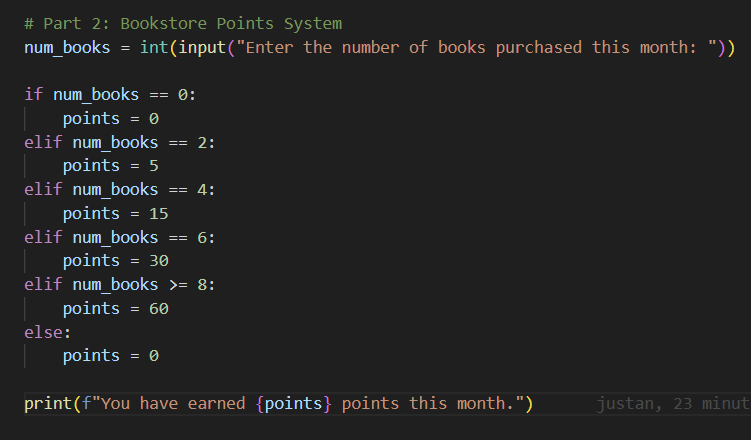 # Part 2: Bookstore Points System
num_books = int(input("Enter the number of books purchased this month: "))
if num_books == 0:
points = 0
elif num_books == 2:
points = 5
elif num_books == 4:
points = 15
elif num_books == 6:
points = 30
elif num_books >= 8:
points = 60
else:
points = 0
print(f"You have earned {points} points this month.") justan, 23